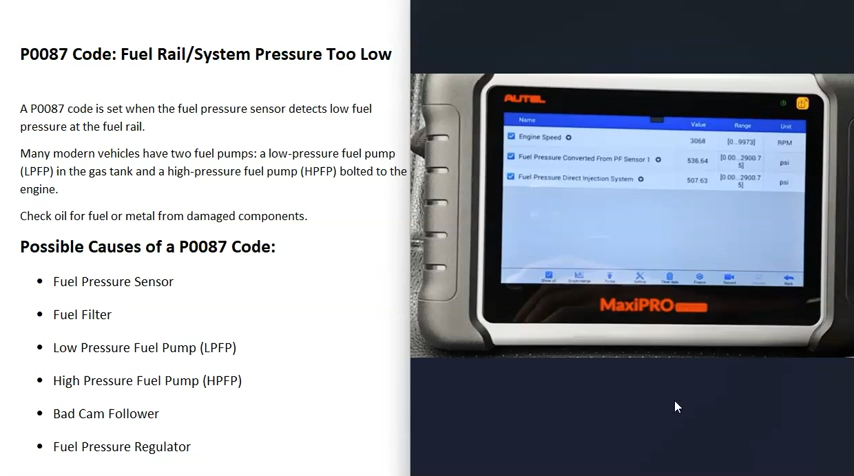 P0087 Code: Fuel Rail/System Pressure Too Low
A P0087 code is set when the fuel pressure sensor detects low fuel
pressure at the fuel rail.
Many modern vehicles have two fuel pumps: a low-pressure fuel pump
(LPFP) in the gas tank and a high-pressure fuel pump (HPFP) bolted to the
engine.
Check oil for fuel or metal from damaged components.
Possible Causes of a P0087 Code:
Fuel Pressure Sensor
Fuel Filter
Low Pressure Fuel Pump (LPFP)
High Pressure Fuel Pump (HPFP)
Bad Cam Follower
Fuel Pressure Regulator
AUTEL
Name Value Range Unit
Engine Speed 3068 [0...9973] RPM
Fuel Pressure Converted From PF Sensor 1 536.64 [0.00...2900.75] psi
Fuel Pressure Direct Injection System 507.63 [0.00...2900.75] psi
Back
MaxiPRO